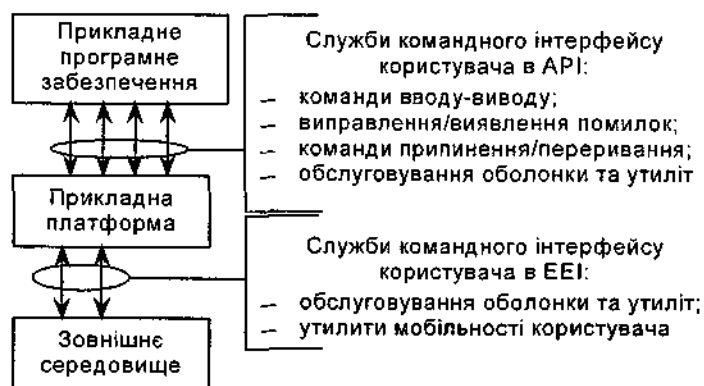 Прикладне
програмне
забезпечення
Служби командного інтерфейсу
користувача в API:
– команди вводу-виводу;
– виправлення/виявлення помилок;
– команди припинення/переривання;
– обслуговування оболонки та утиліт
Прикладна
платформа
Служби командного інтерфейсу
користувача в EEI:
– обслуговування оболонки та утиліт;
– утилити мобільності користувача
Зовнішнє
середовище